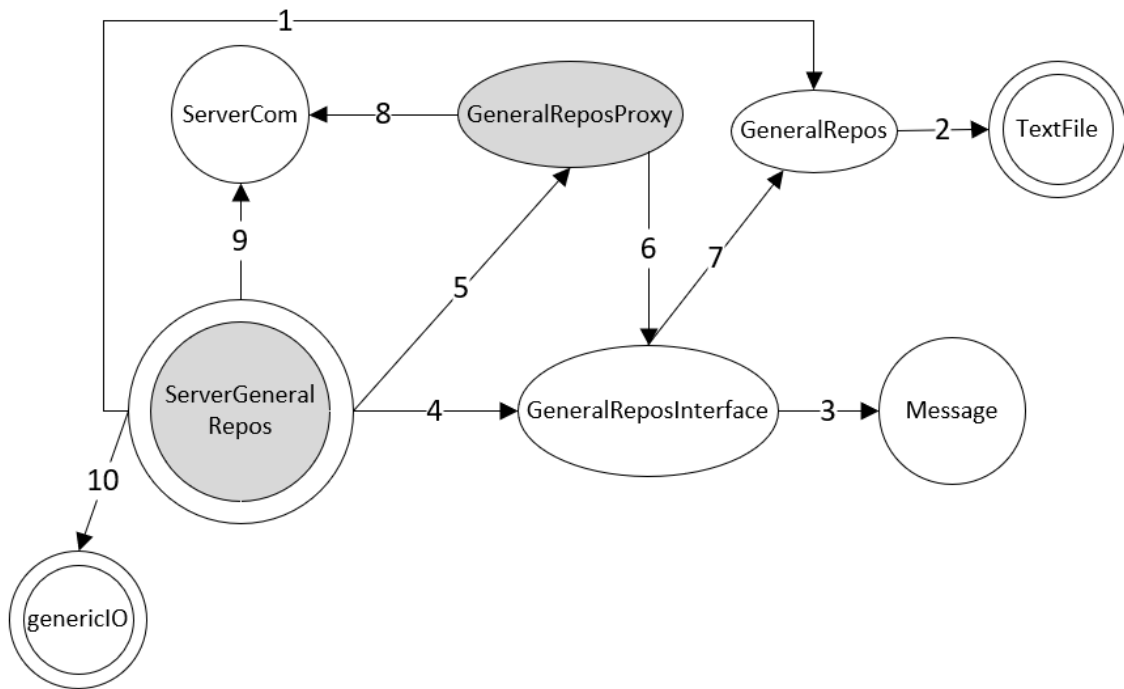 1
ServerCom
8
GeneralReposProxy
GeneralRepos
2
TextFile
9
5
6
7
ServerGeneral
Repos
4
GeneralReposInterface
3
Message
10
genericIO